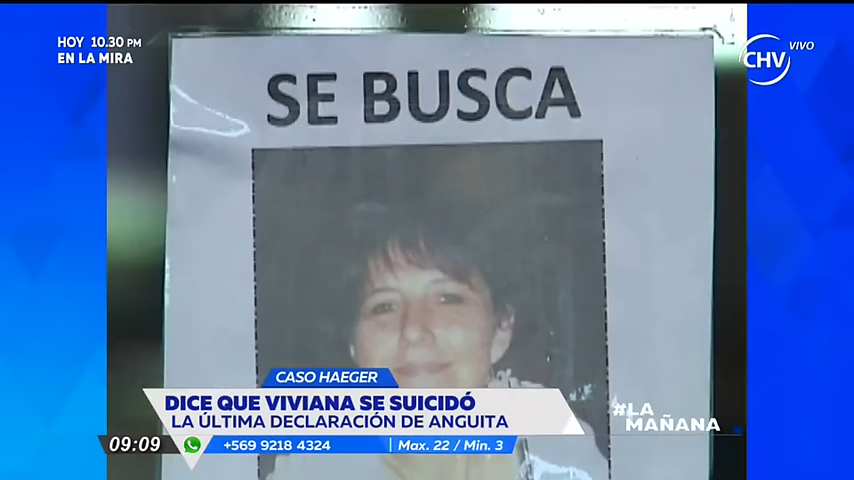 HOY 10.30 PM
EN LA MIRA
CHV VIVO
SE BUSCA
CASO HAEGER
DICE QUE VIVIANA SE SUICIDÓ
LA ÚLTIMA DECLARACIÓN DE ANGUITA
#LA
MAÑANA
09:09 +569 9218 4324 Max. 22 / Min. 3